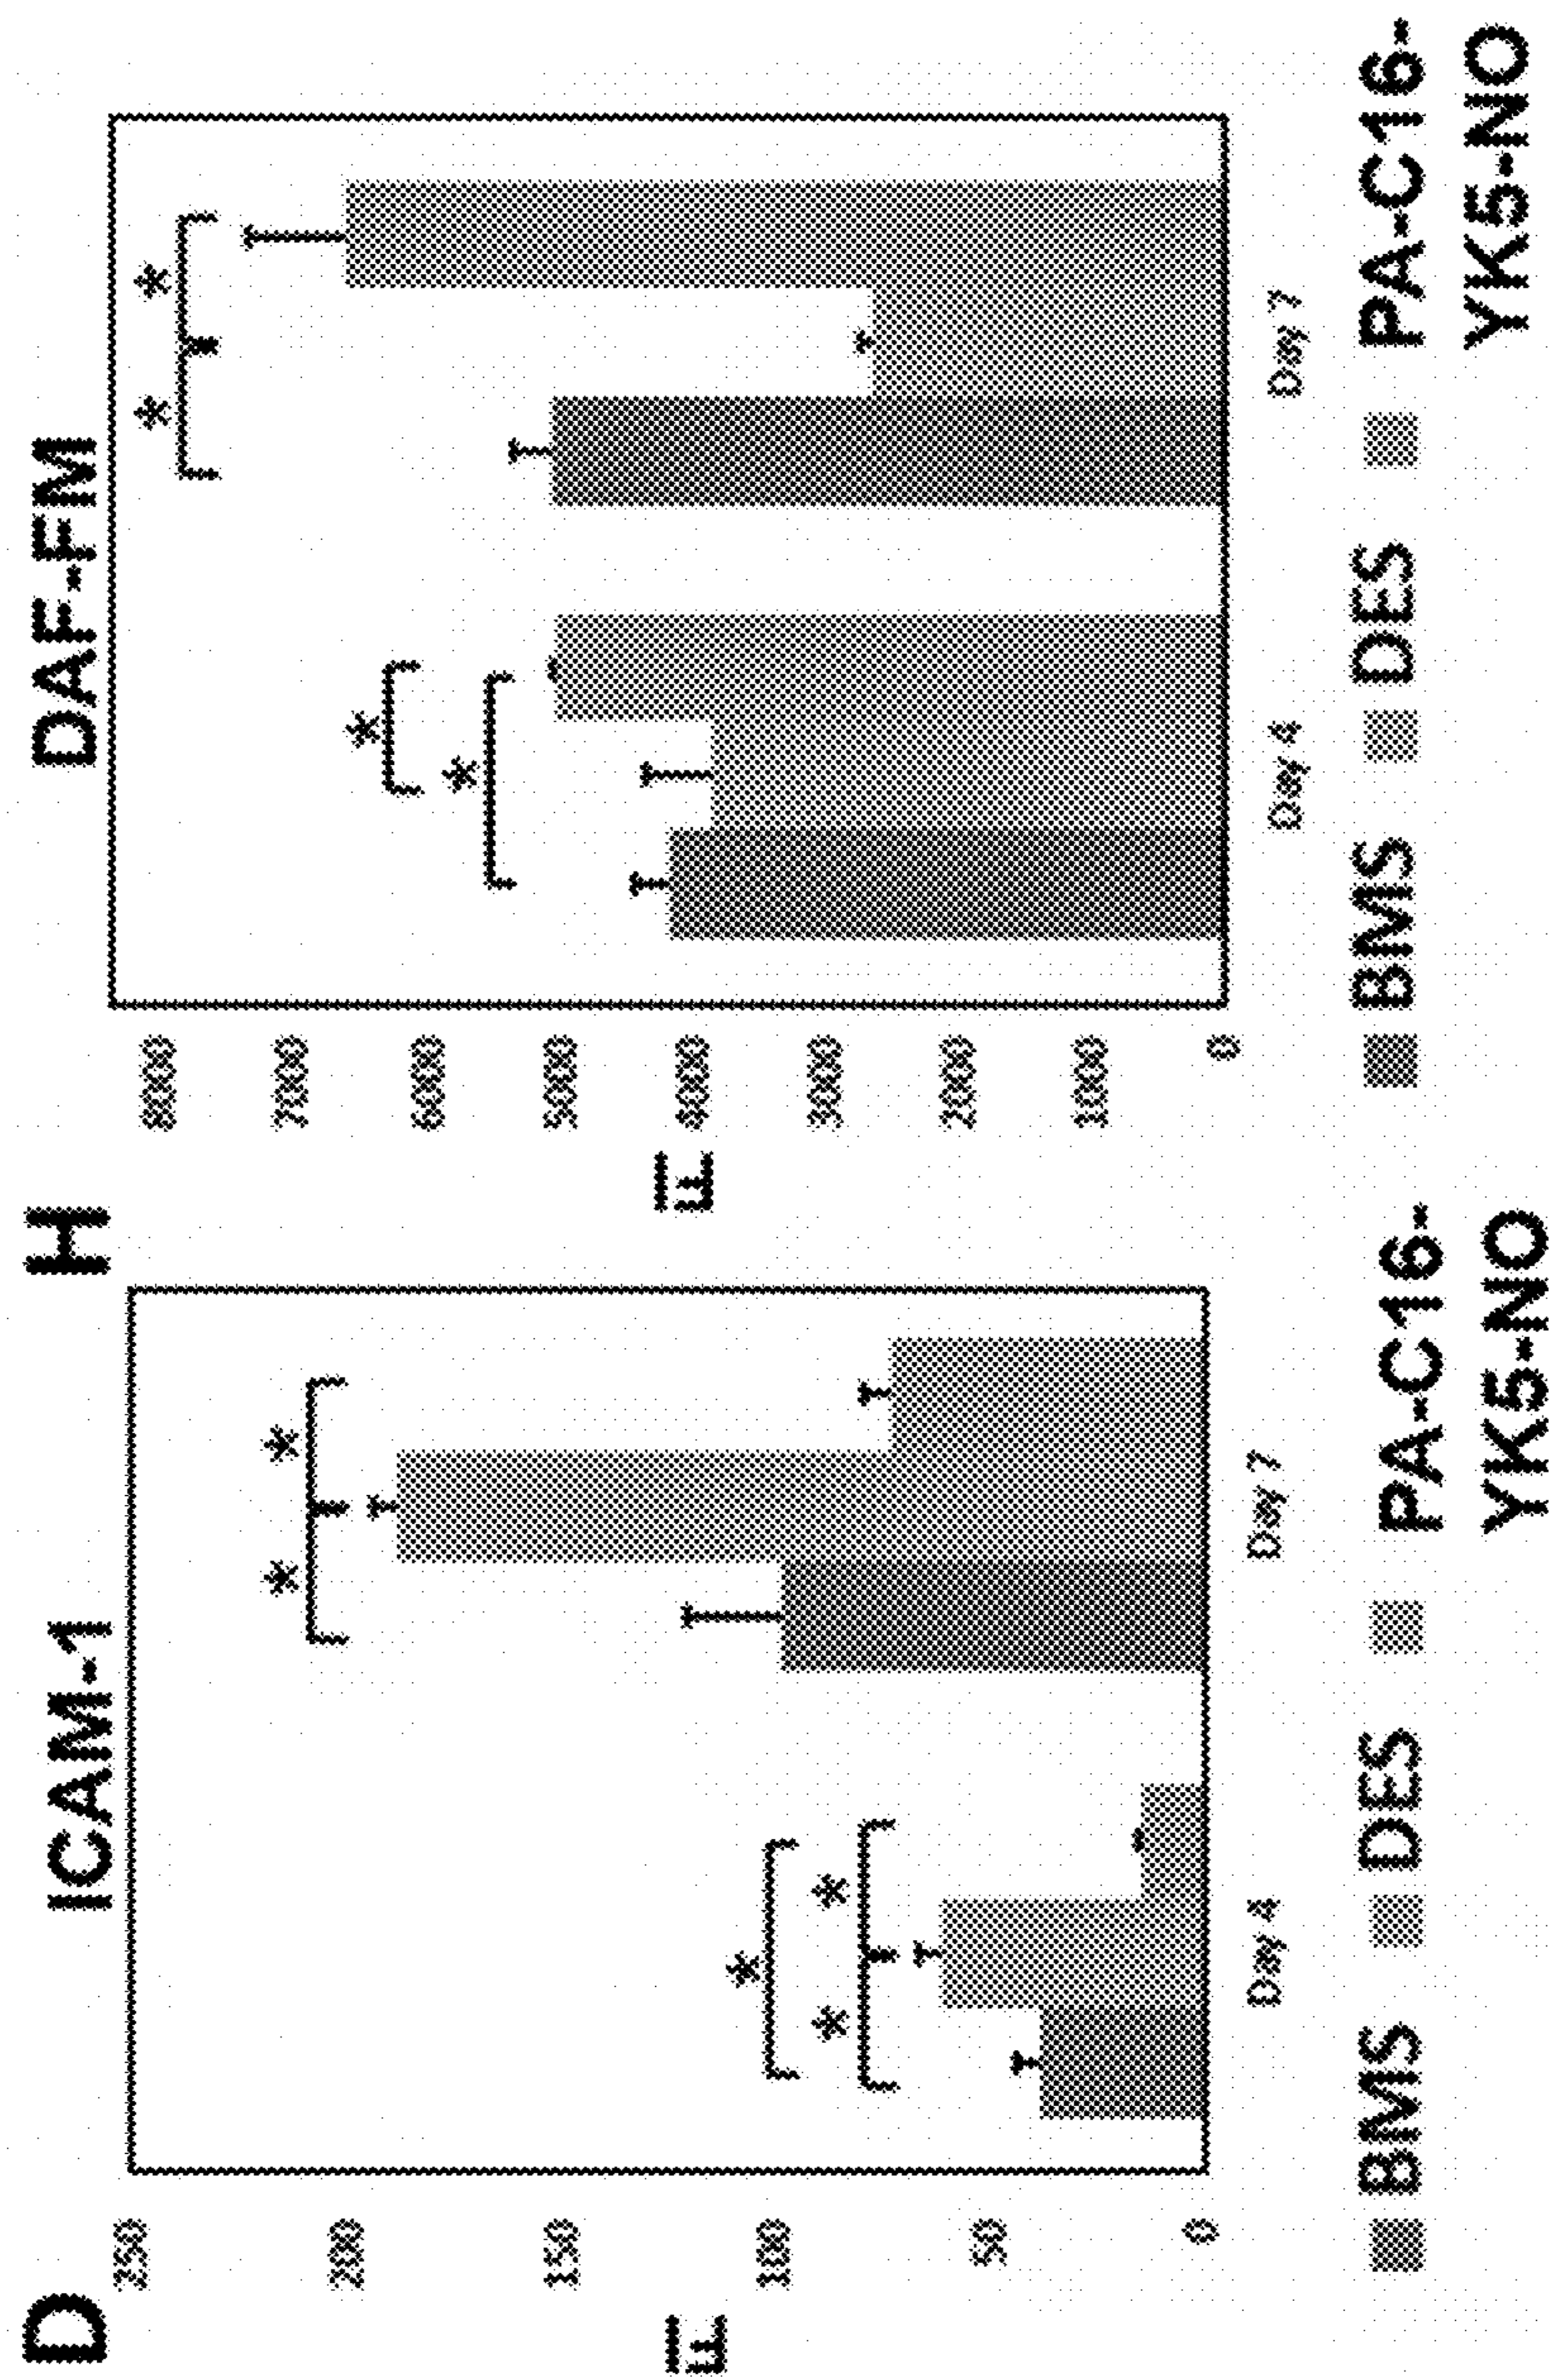 D
ICAM-1
F̅
250
200
150
100
50
0
*
* *
* *
Day 4 Day 7
BMS DES PA-C16-
YK5-NO
H
DAF-FM
F̅
8000
7000
6000
5000
4000
3000
2000
1000
0
*
*
* *
Day 4 Day 7
BMS DES PA-C16-
YK5-NO